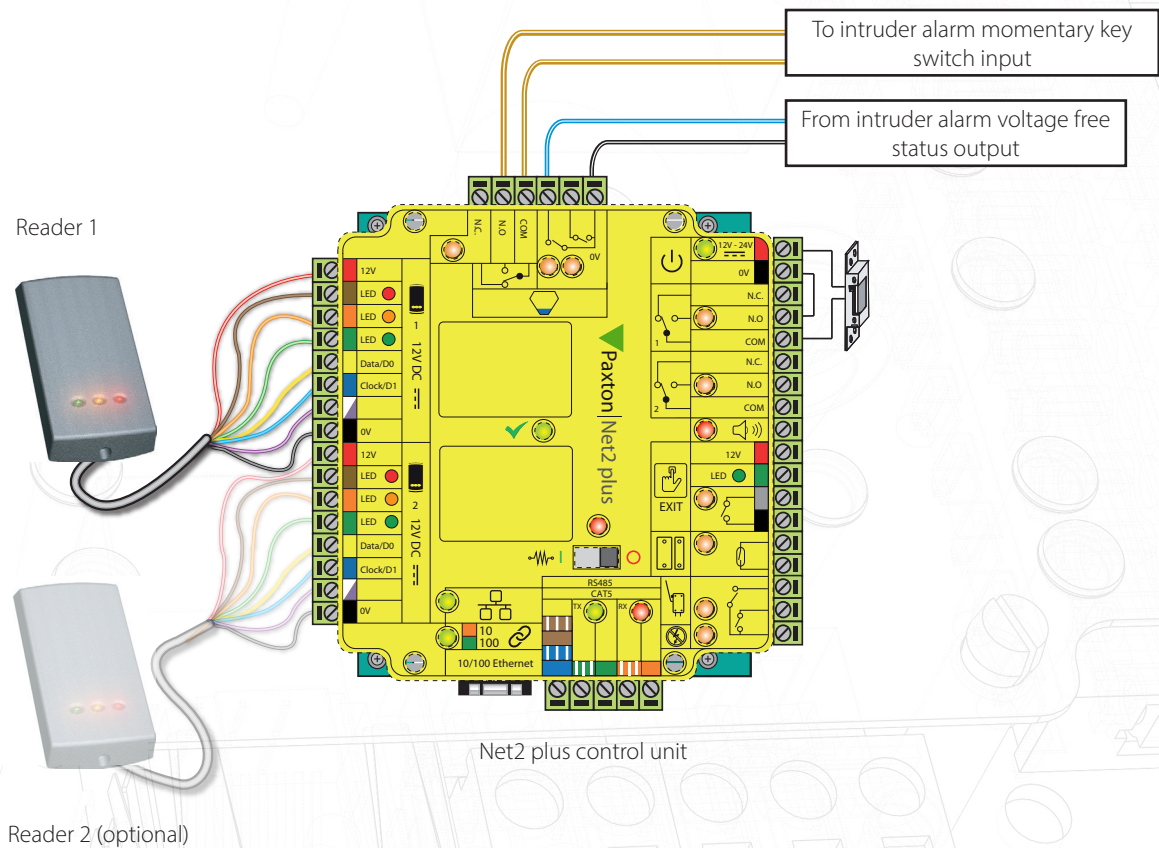 To intruder alarm momentary key
switch input
From intruder alarm voltage free
status output
Reader 1
N.C.
N.O
COM
0V
12V
LED
LED
LED
Data/D0
Clock/D1
0V
1
12V DC
12V
LED
LED
LED
Data/D0
Clock/D1
0V
2
12V DC
Paxton | Net2 plus
12V - 24V
0V
N.C.
N.O
COM
1
N.C.
N.O
COM
2
12V
LED
EXIT
RS485
CAT5
TX
RX
10
100
10/100 Ethernet
Net2 plus control unit
Reader 2 (optional)